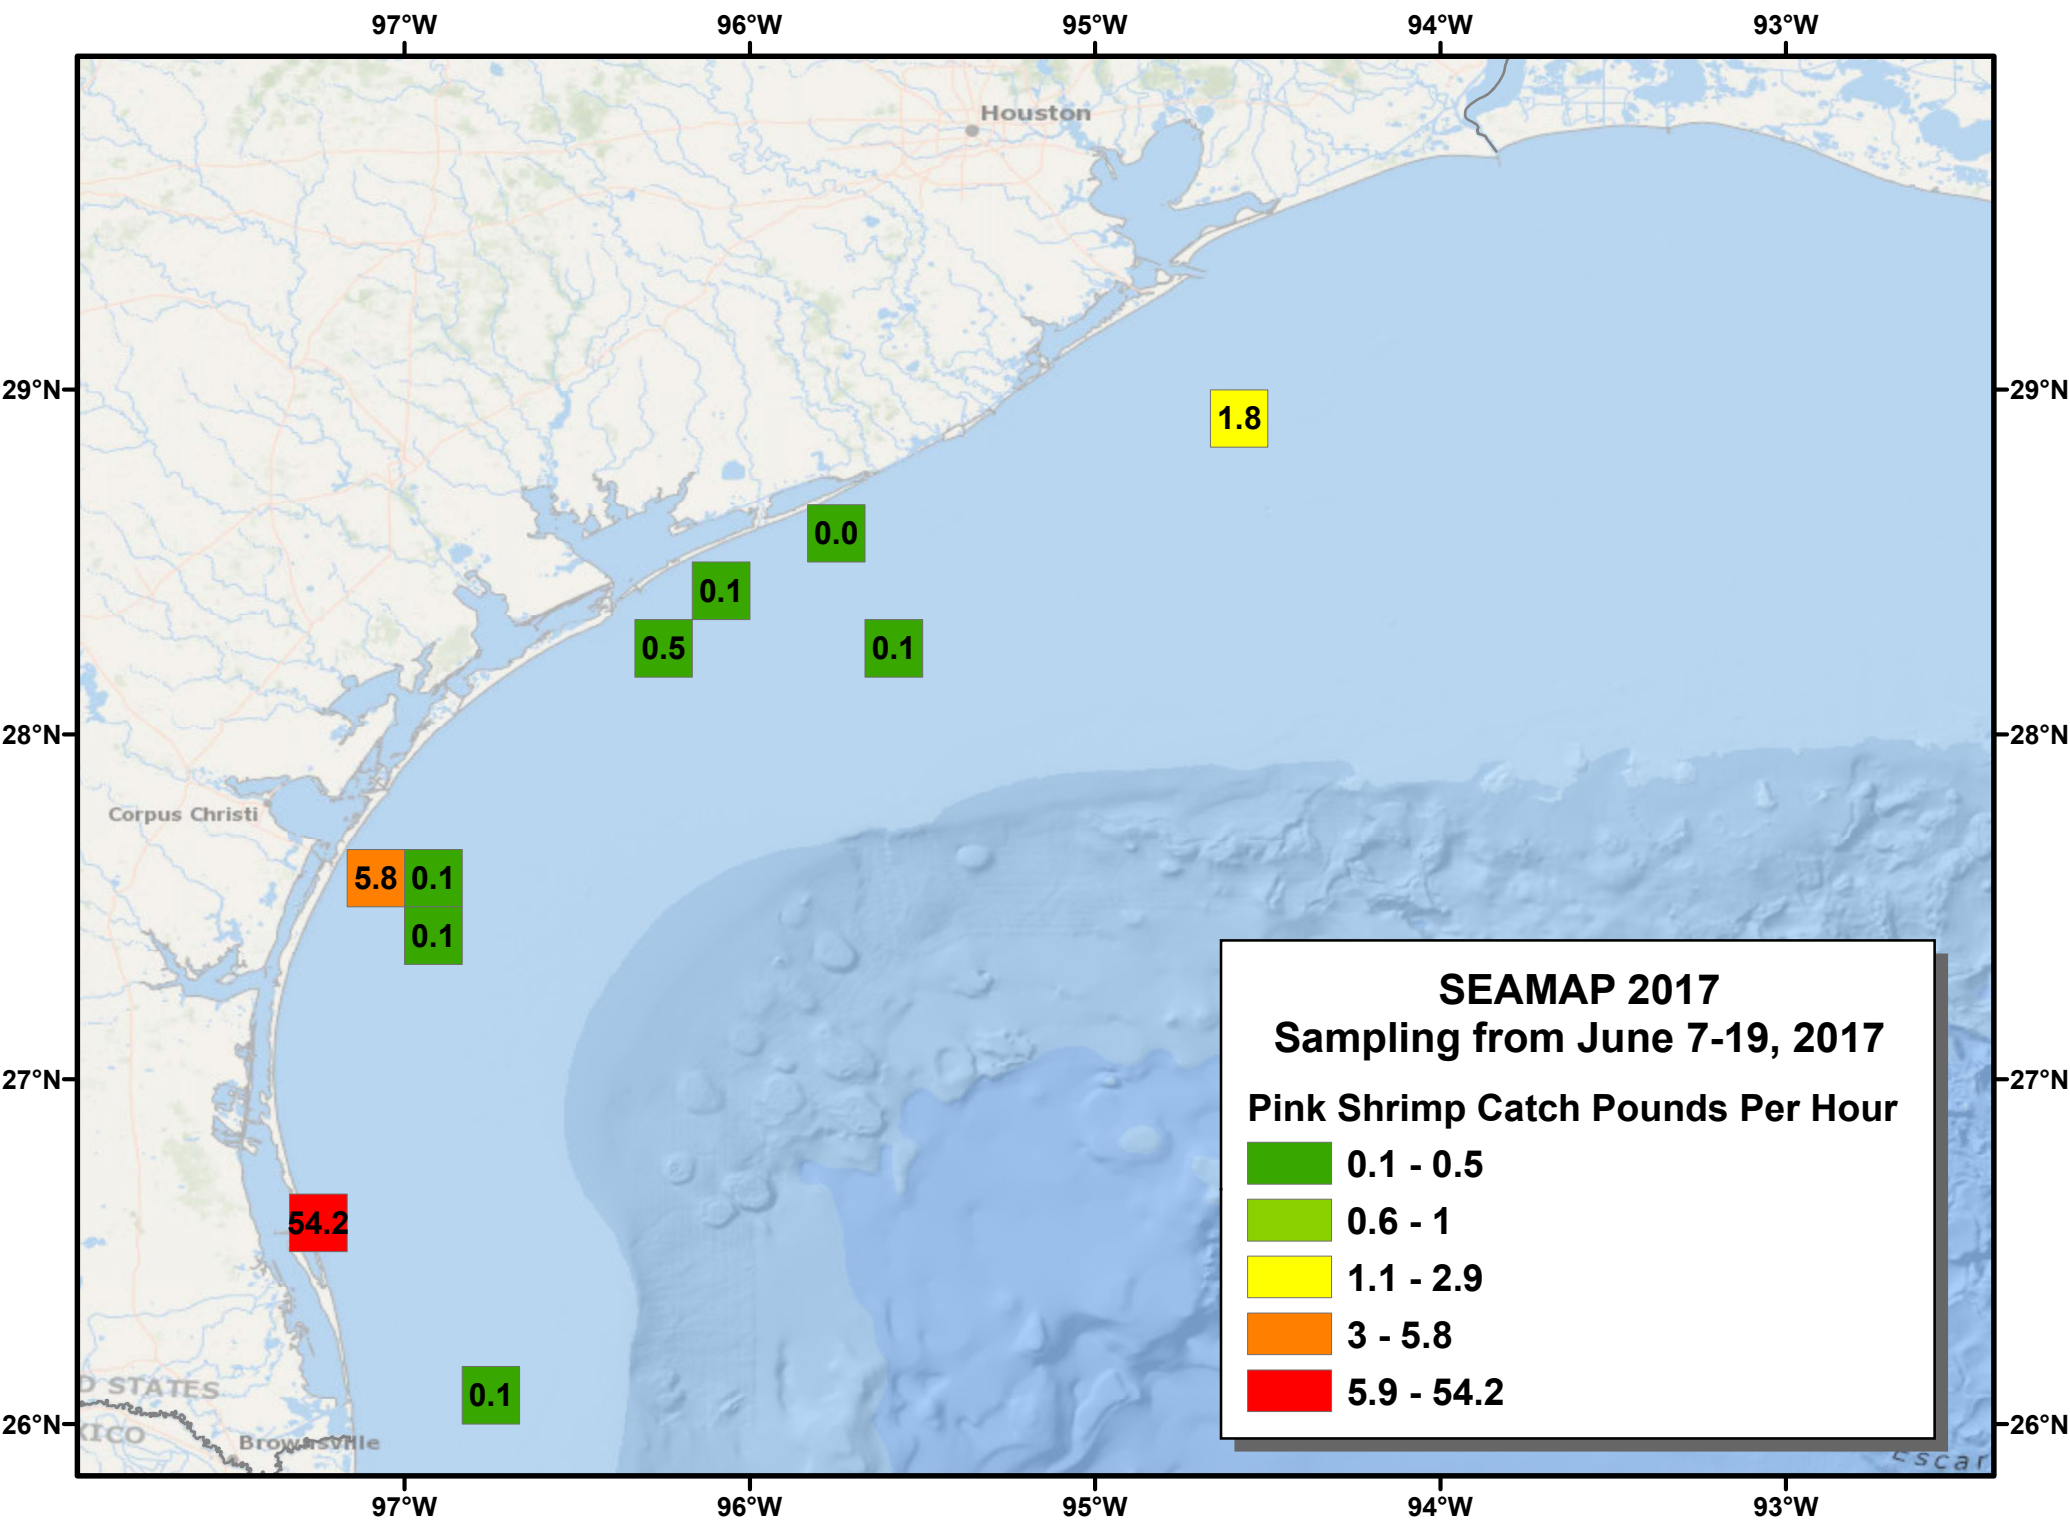 97°W 96°W 95°W 94°W 93°W
Houston
29°N 29°N
1.8
0.0
0.1
0.5 0.1
28°N 28°N
Corpus Christi
5.8 0.1
0.1
SEAMAP 2017
Sampling from June 7-19, 2017
27°N 27°N
Pink Shrimp Catch Pounds Per Hour
0.1 - 0.5
0.6 - 1
54.2
1.1 - 2.9
3 - 5.8
5.9 - 54.2
D STATES
0.1
26°N 26°N
XICO
Brownsville
Escar
97°W 96°W 95°W 94°W 93°W